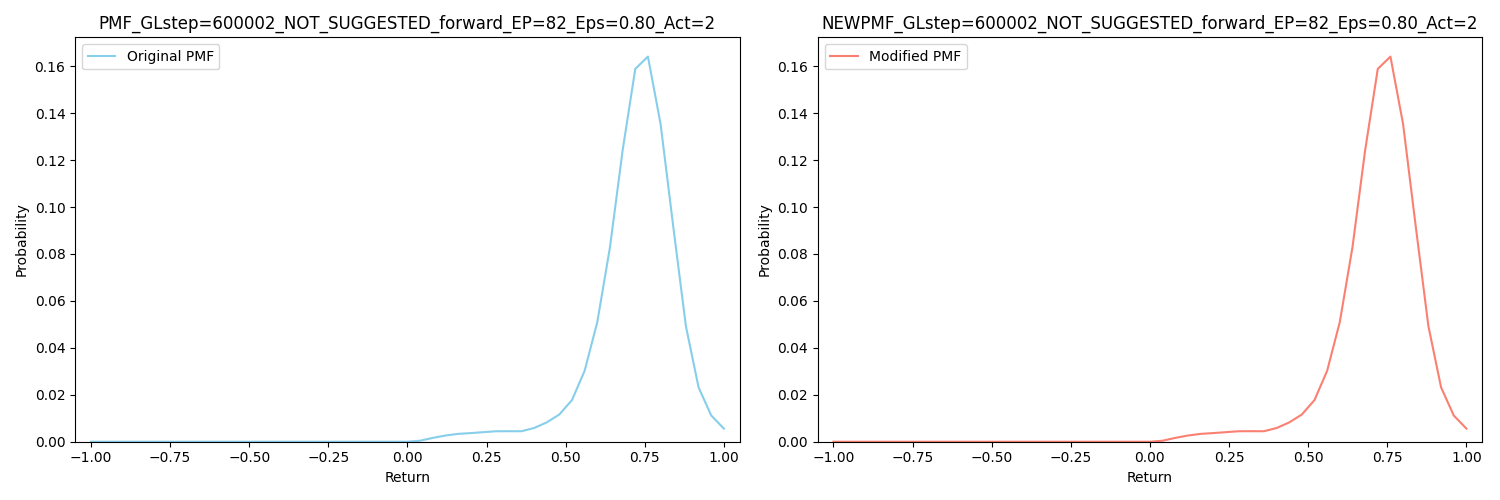 PMF_GLstep=600002_NOT_SUGGESTED_forward_EP=82_Eps=0.80_Act=2
Original PMF
Probability
0.16
0.14
0.12
0.10
0.08
0.06
0.04
0.02
0.00
−1.00 −0.75 −0.50 −0.25 0.00 0.25 0.50 0.75 1.00
Return
NEWPMF_GLstep=600002_NOT_SUGGESTED_forward_EP=82_Eps=0.80_Act=2
Modified PMF
Probability
0.16
0.14
0.12
0.10
0.08
0.06
0.04
0.02
0.00
−1.00 −0.75 −0.50 −0.25 0.00 0.25 0.50 0.75 1.00
Return